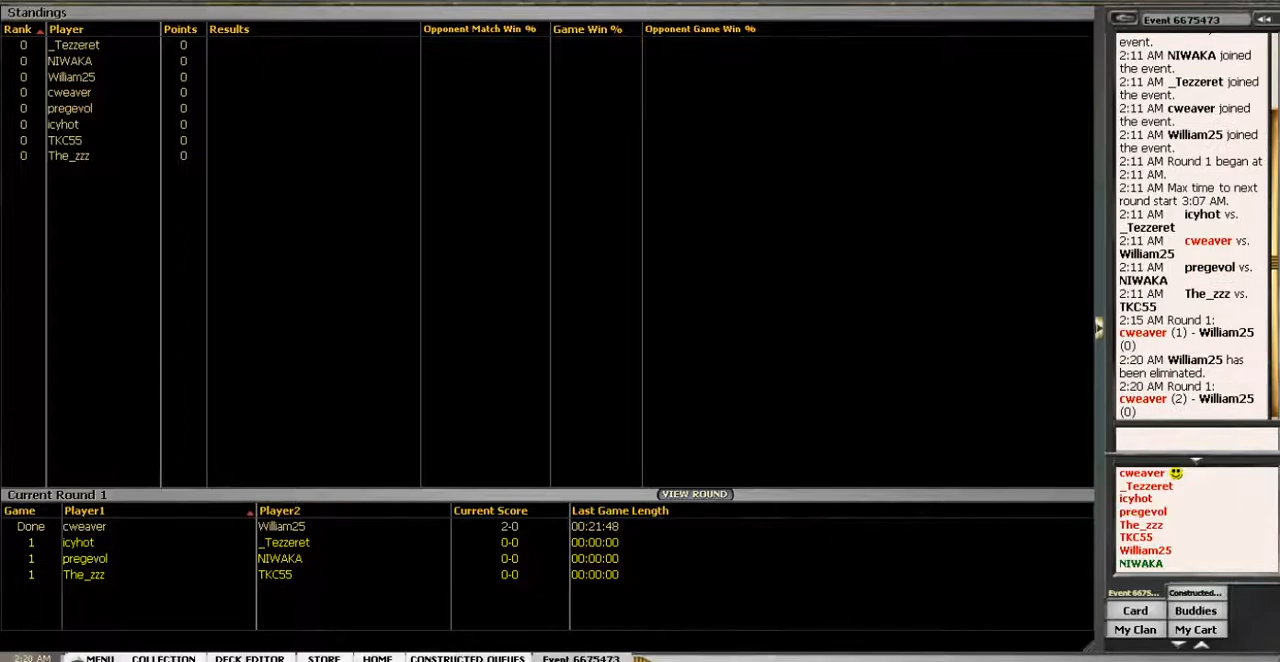 Standings
Rank Player Points Results Opponent Match Win % Game Win % Opponent Game Win %
0 _Tezzeret 0
0 NIWAKA 0
0 William25 0
0 cweaver 0
0 pregevol 0
0 icyhot 0
0 TKC55 0
0 The_zzz 0
Current Round 1 VIEW ROUND
Game Player1 Player2 Current Score Last Game Length
Done cweaver William25 2-0 00:21:48
1 icyhot _Tezzeret 0-0 00:00:00
1 pregevol NIWAKA 0-0 00:00:00
1 The_zzz TKC55 0-0 00:00:00
Event 6675473
event.
2:11 AM NIWAKA joined
the event.
2:11 AM _Tezzeret joined
the event.
2:11 AM cweaver joined
the event.
2:11 AM William25 joined
the event.
2:11 AM Round 1 began at
2:11 AM.
2:11 AM Max time to next
round start 3:07 AM.
2:11 AM icyhot vs.
_Tezzeret
2:11 AM cweaver vs.
William25
2:11 AM pregevol vs.
NIWAKA
2:11 AM The_zzz vs.
TKC55
2:15 AM Round 1:
cweaver (1) - William25
(0)
2:20 AM William25 has
been eliminated.
2:20 AM Round 1:
cweaver (2) - William25
(0)
cweaver
_Tezzeret
icyhot
pregevol
The_zzz
TKC55
William25
NIWAKA
Event 6675... Constructed...
Card Buddies
My Clan My Cart
2:20 AM MENU COLLECTION DECK EDITOR STORE HOME CONSTRUCTED QUEUES Event 6675473